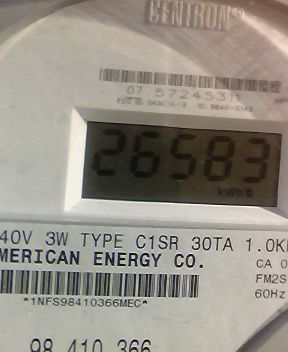 CENTRON
07 57245311
26583
kWh
40V 3W TYPE C1SR 30TA 1.0K
MERICAN ENERGY CO.
CA 0
FM2S
60Hz
*1NFS98410366MEC*
98 410 366